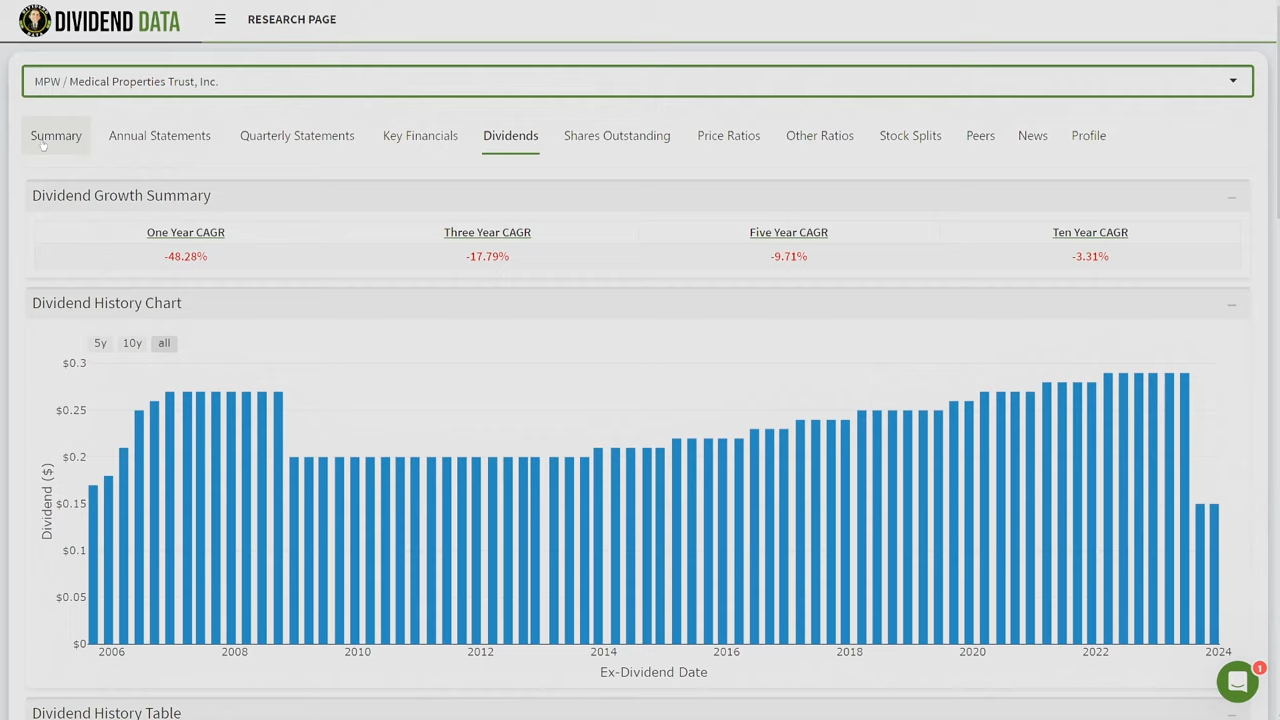 DIVIDEND DATA
RESEARCH PAGE
MPW / Medical Properties Trust, Inc.
Summary Annual Statements Quarterly Statements Key Financials Dividends Shares Outstanding Price Ratios Other Ratios Stock Splits Peers News Profile
Dividend Growth Summary
One Year CAGR Three Year CAGR Five Year CAGR Ten Year CAGR
-48.28% -17.79% -9.71% -3.31%
Dividend History Chart
5y 10y all
$0.3
$0.25
$0.2
$0.15
$0.1
$0.05
$0
Dividend ($)
2006 2008 2010 2012 2014 2016 2018 2020 2022 2024
Ex-Dividend Date
1
Dividend History Table